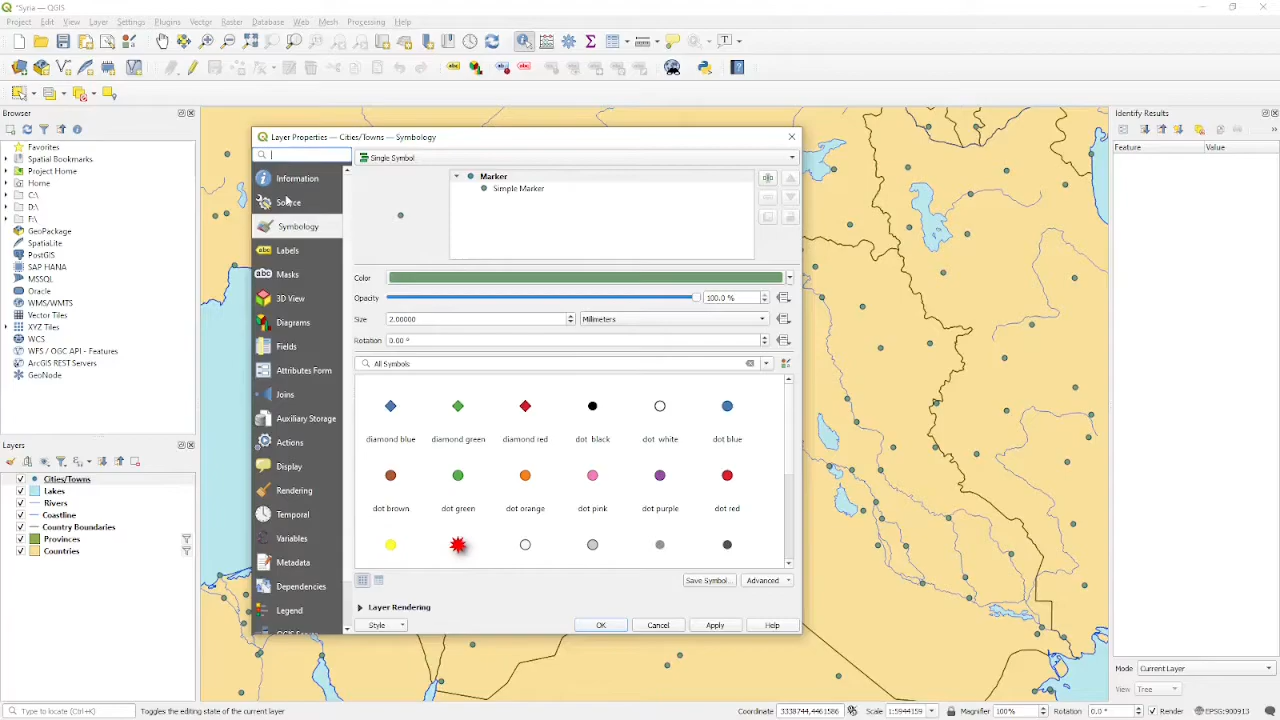 *Syria — QGIS
Project Edit View Layer Settings Plugins Vector Raster Database Web Mesh Processing Help
Browser
Favorites
Spatial Bookmarks
Project Home
Home
C:\
D:\
F:\
GeoPackage
SpatiaLite
PostGIS
SAP HANA
MSSQL
Oracle
WMS/WMTS
Vector Tiles
XYZ Tiles
WCS
WFS / OGC API - Features
ArcGIS REST Servers
GeoNode
Layers
Cities/Towns
Lakes
Rivers
Coastline
Country Boundaries
Provinces
Countries
Layer Properties — Cities/Towns — Symbology
Information
Source
Symbology
Labels
Masks
3D View
Diagrams
Fields
Attributes Form
Joins
Auxiliary Storage
Actions
Display
Rendering
Temporal
Variables
Metadata
Dependencies
Legend
Single Symbol
Marker
Simple Marker
Color
Opacity 100.0 %
Size 2.00000 Millimeters
Rotation 0.00 °
All Symbols
diamond blue diamond green diamond red dot black dot white dot blue
dot brown dot green dot orange dot pink dot purple dot red
Save Symbol... Advanced
Layer Rendering
Style OK Cancel Apply Help
Identify Results
Feature Value
Mode Current Layer
View Tree
Type to locate (Ctrl+K) Toggles the editing state of the current layer Coordinate 3338744,4461586 Scale 1:5944159 Magnifier 100% Rotation 0.0 ° Render EPSG:900913